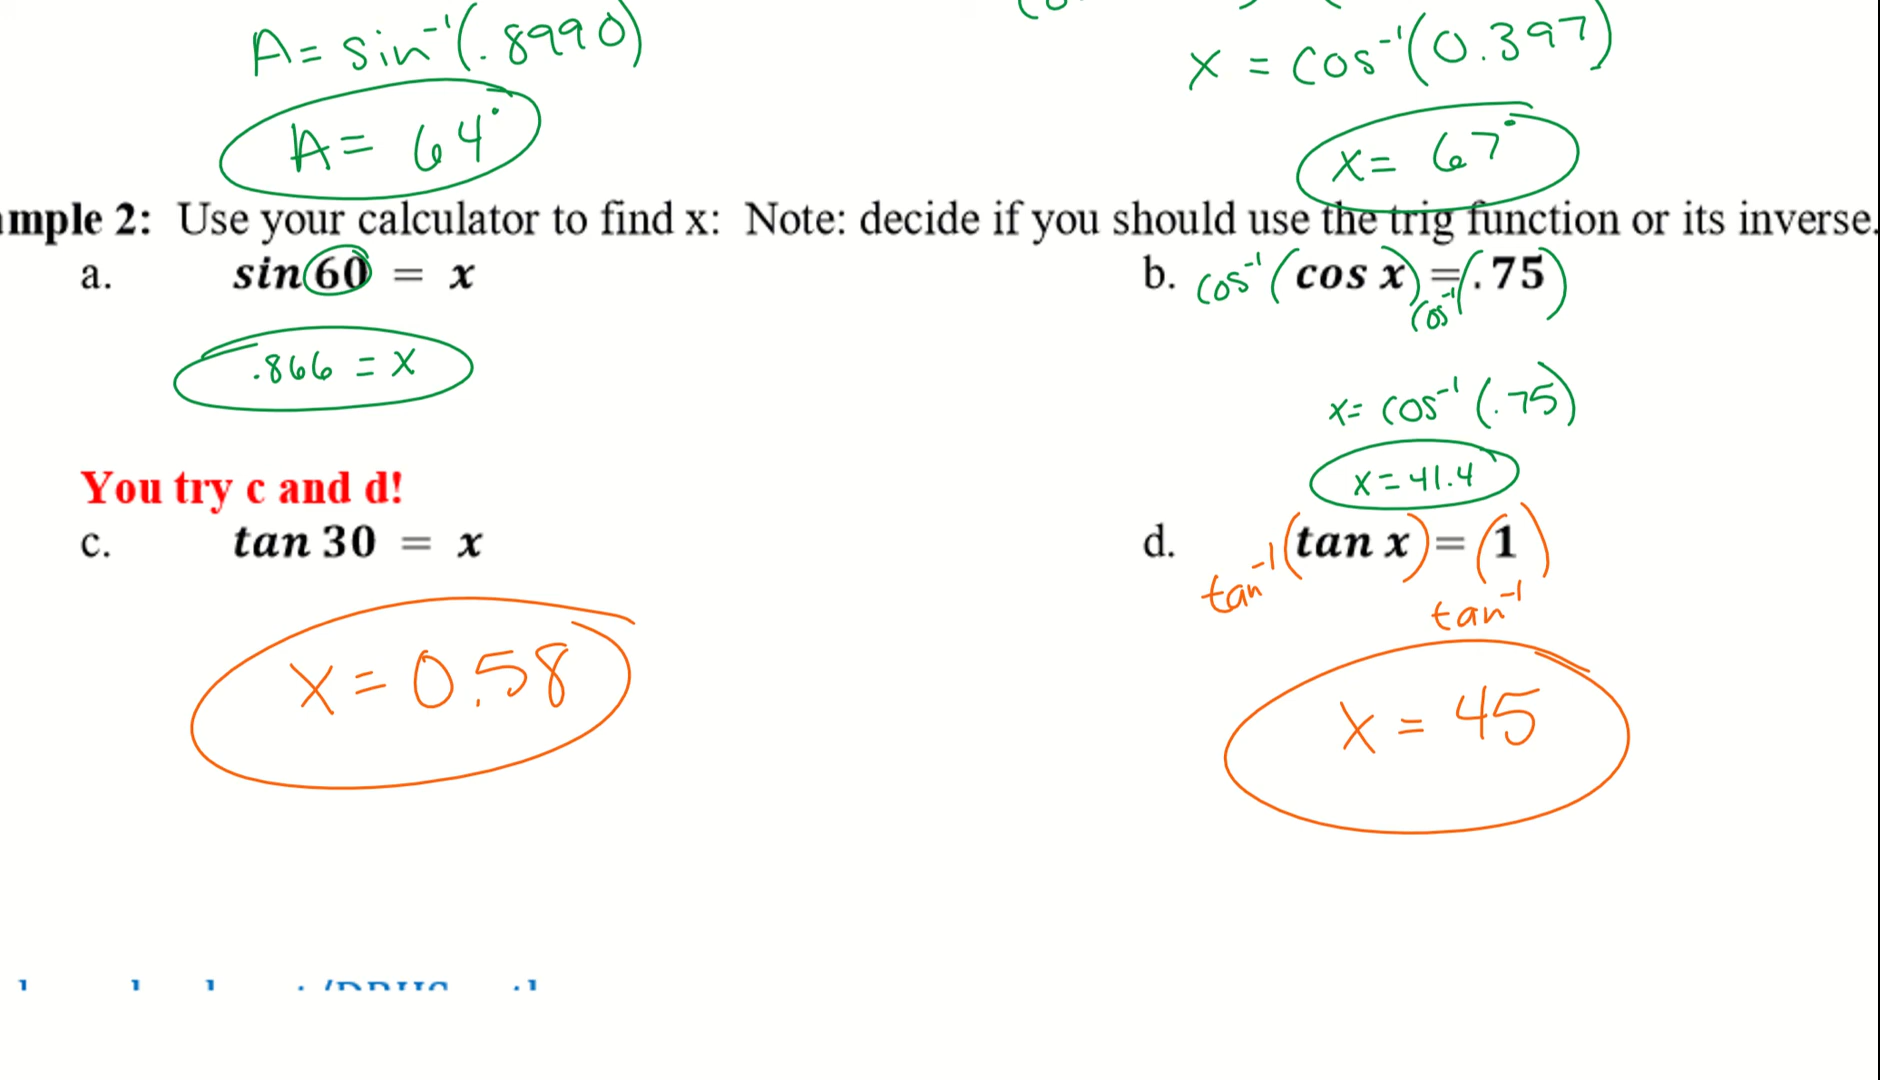 A = sin⁻¹(.8990)
x = cos⁻¹(0.397)
A = 64°
x = 67°
mple 2: Use your calculator to find x: Note: decide if you should use the trig function or its inverse.
a. sin 60 = x
b. cos⁻¹(cos x) = cos⁻¹(.75)
.866 = x
x = cos⁻¹(.75)
x = 41.4
You try c and d!
c. tan 30 = x
d. tan⁻¹(tan x) = (1) tan⁻¹
x = 0.58
x = 45